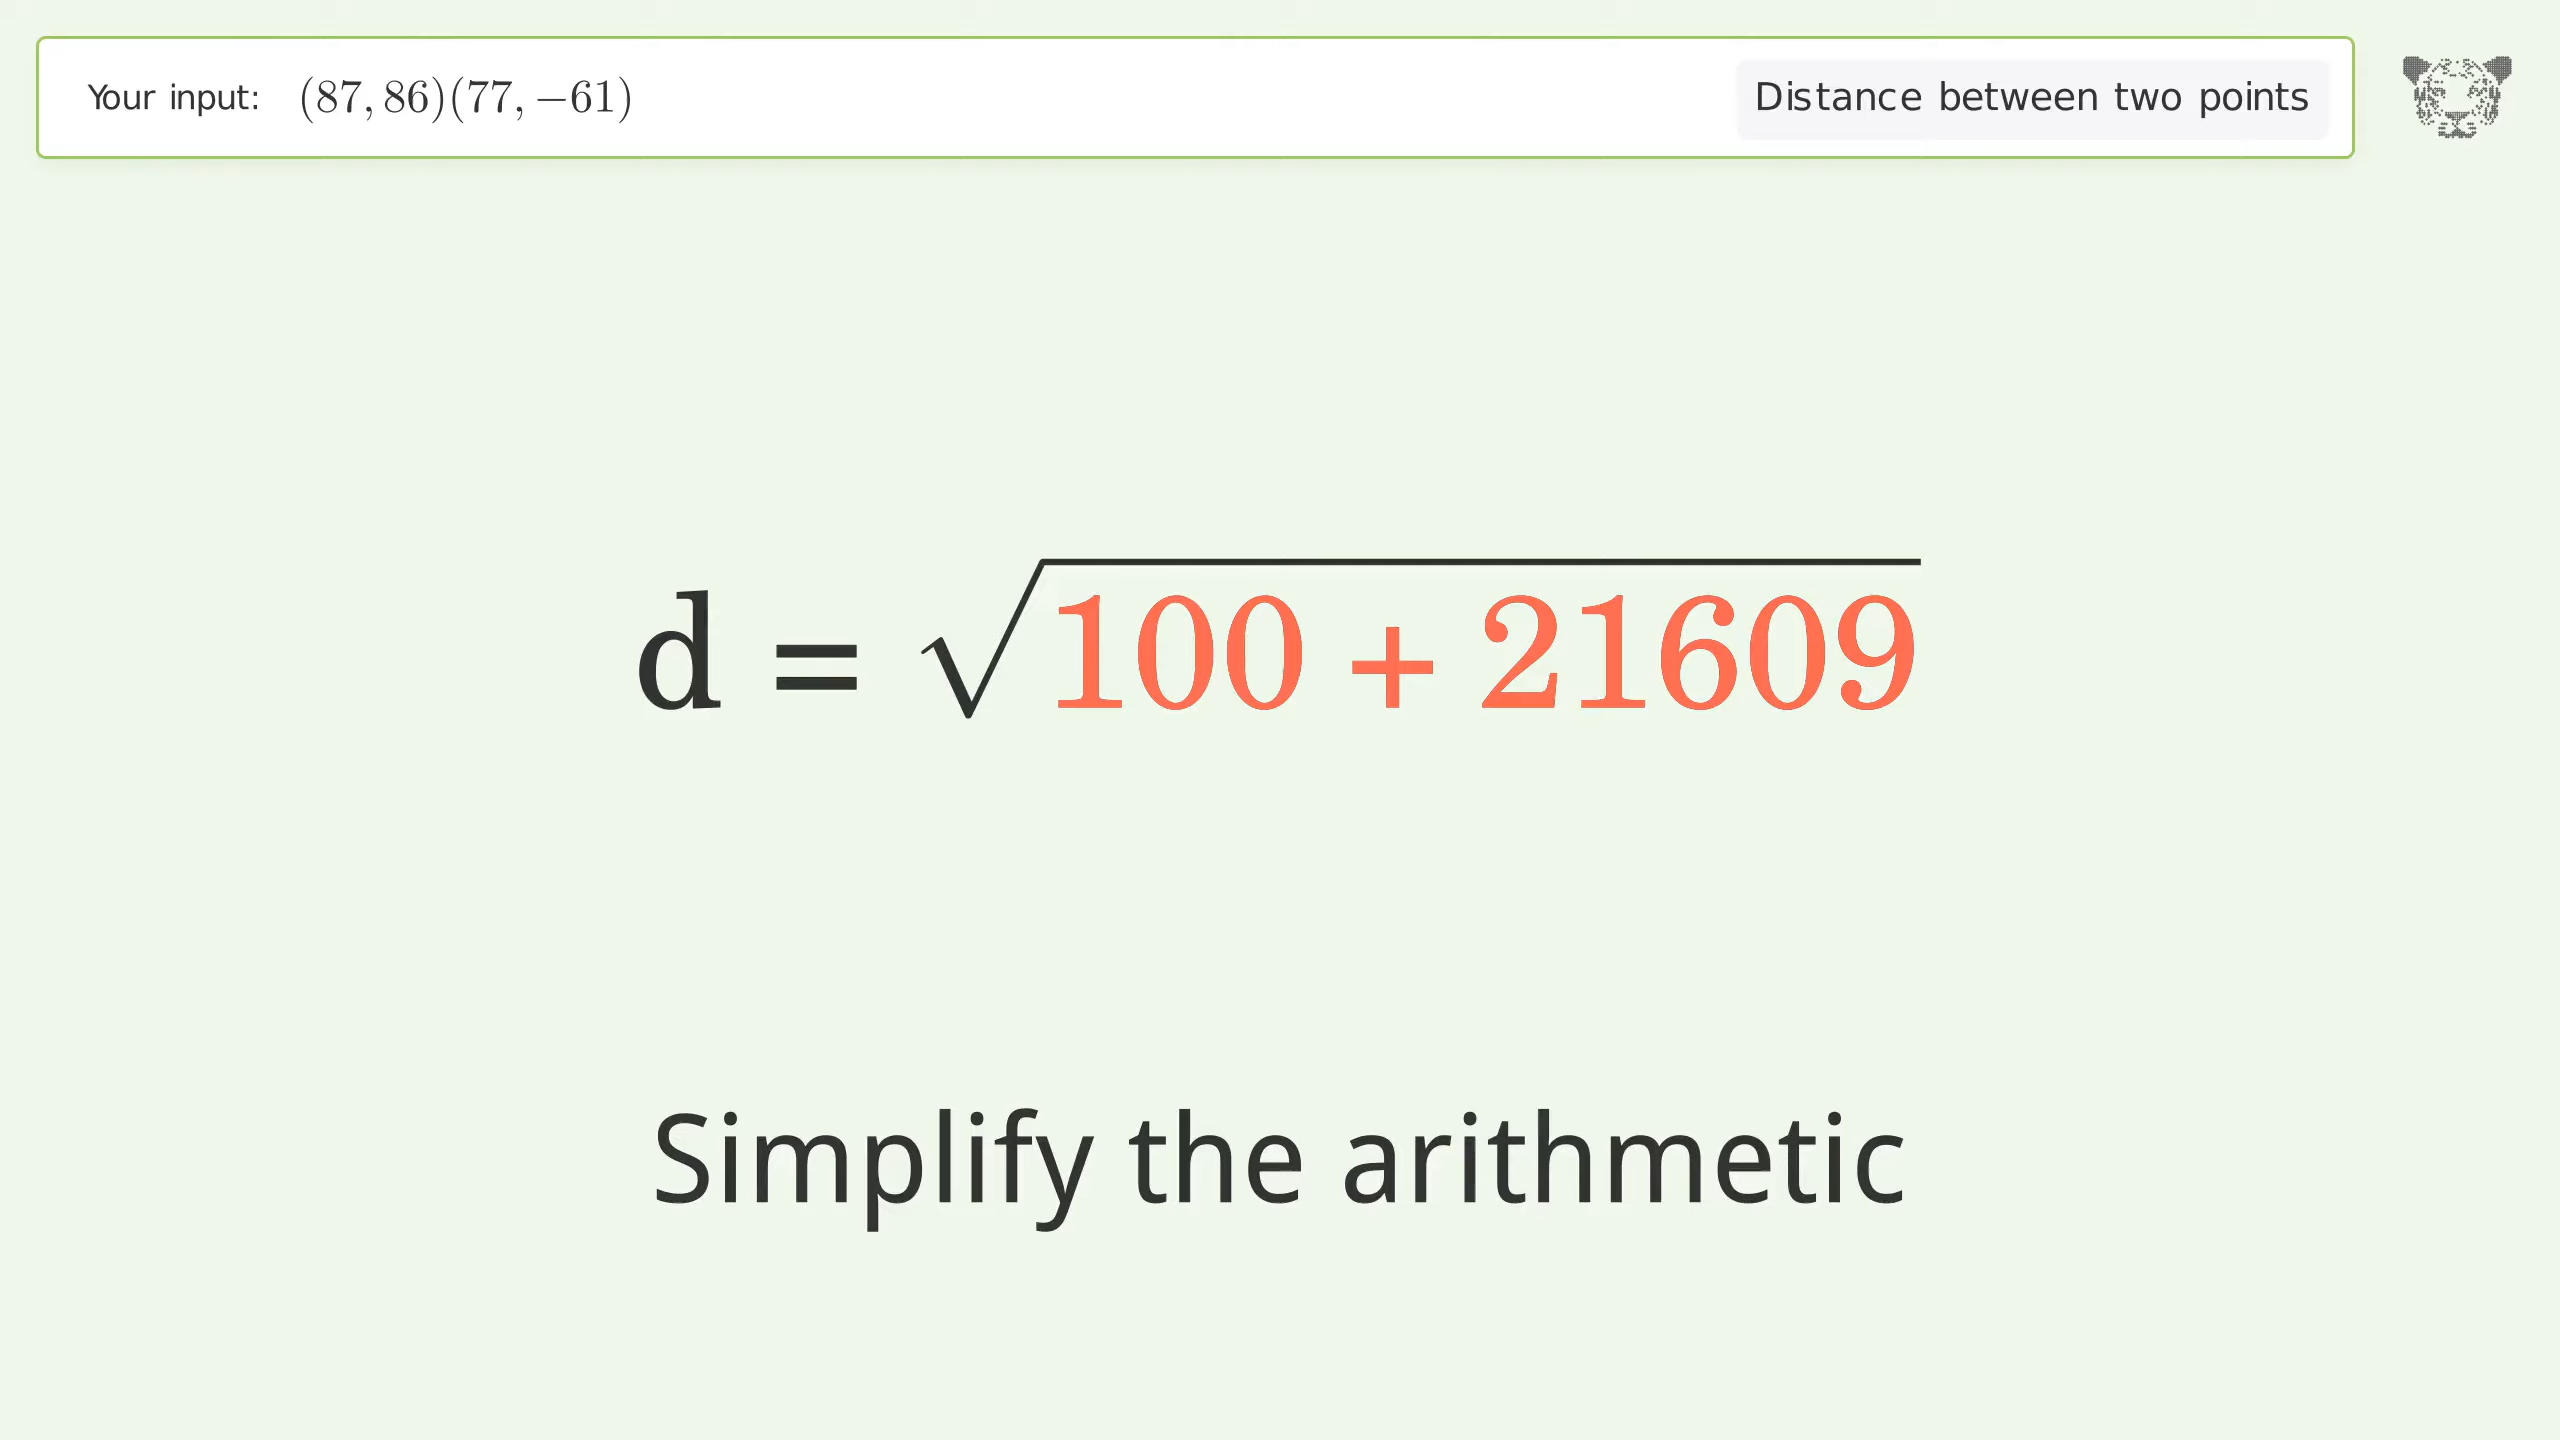 Your input: (87, 86)(77, −61) Distance between two points
d = √100 + 21609
Simplify the arithmetic